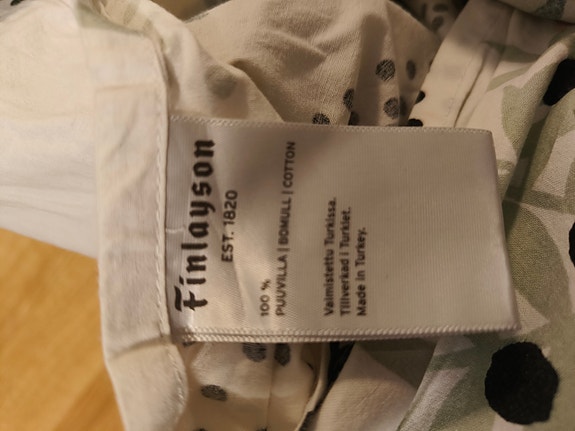 Finlayson
EST. 1820
100 %
PUUVILLA | BOMULL | COTTON
Valmistettu Turkissa.
Tillverkad i Turkiet.
Made in Turkey.